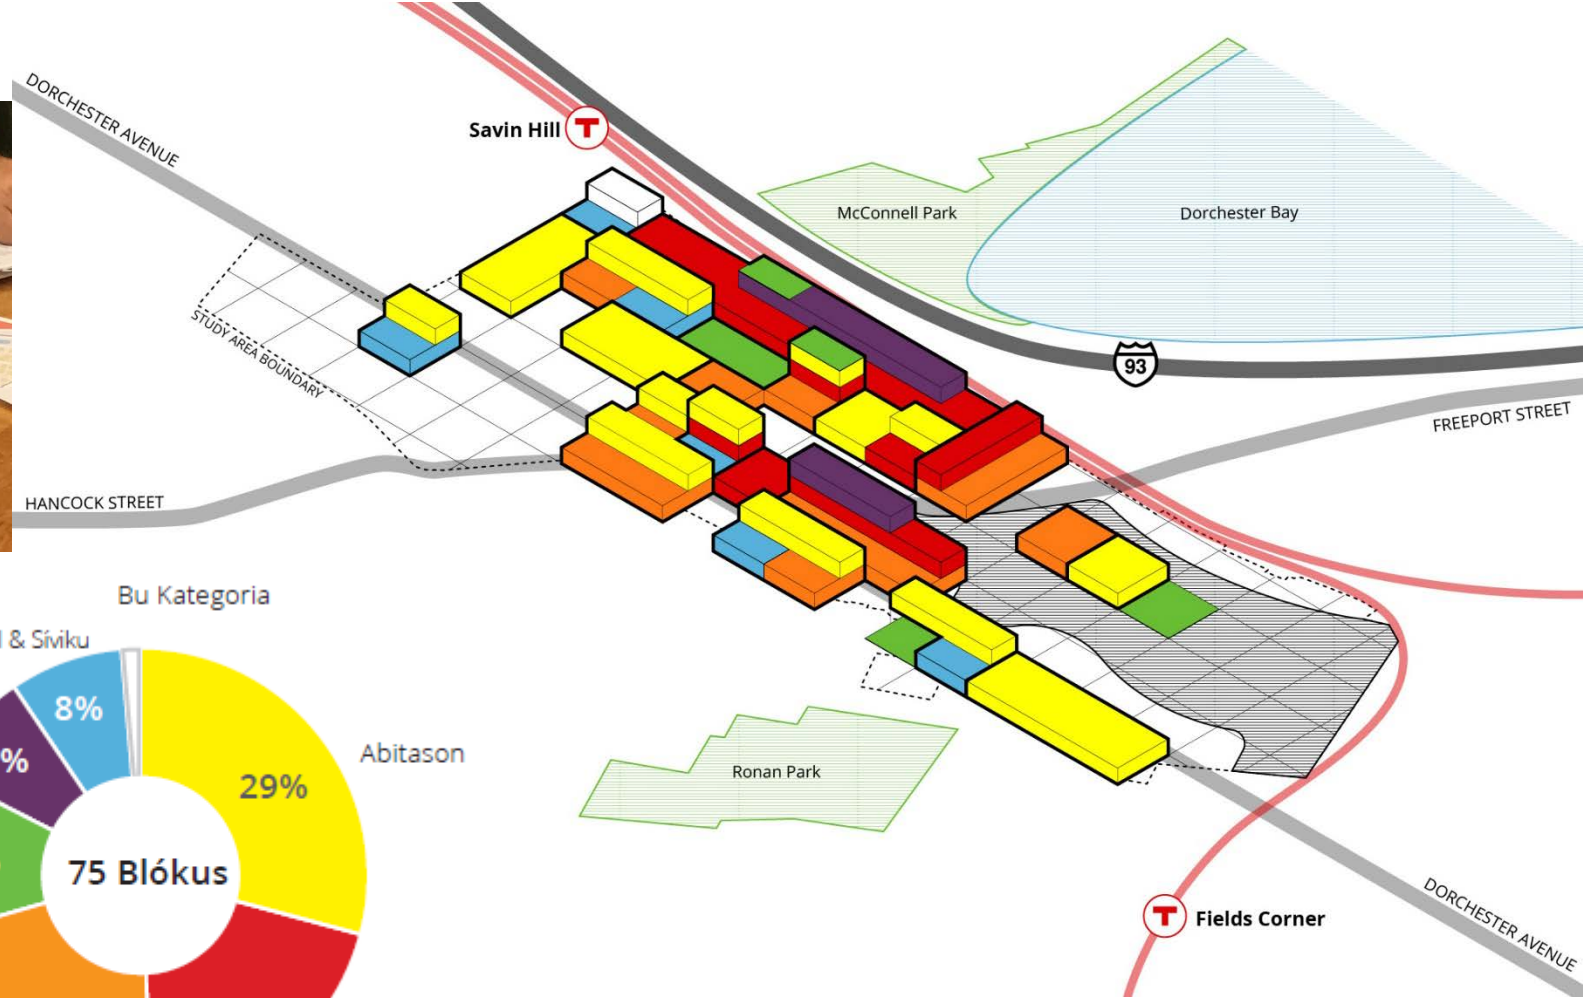 DORCHESTER AVENUE
Savin Hill
T
McConnell Park
Dorchester Bay
STUDY AREA BOUNDARY
93
FREEPORT STREET
HANCOCK STREET
Bu Kategoria
& Síviku
8%
%
Abitason
29%
75 Blókus
Ronan Park
T
Fields Corner
DORCHESTER AVENUE